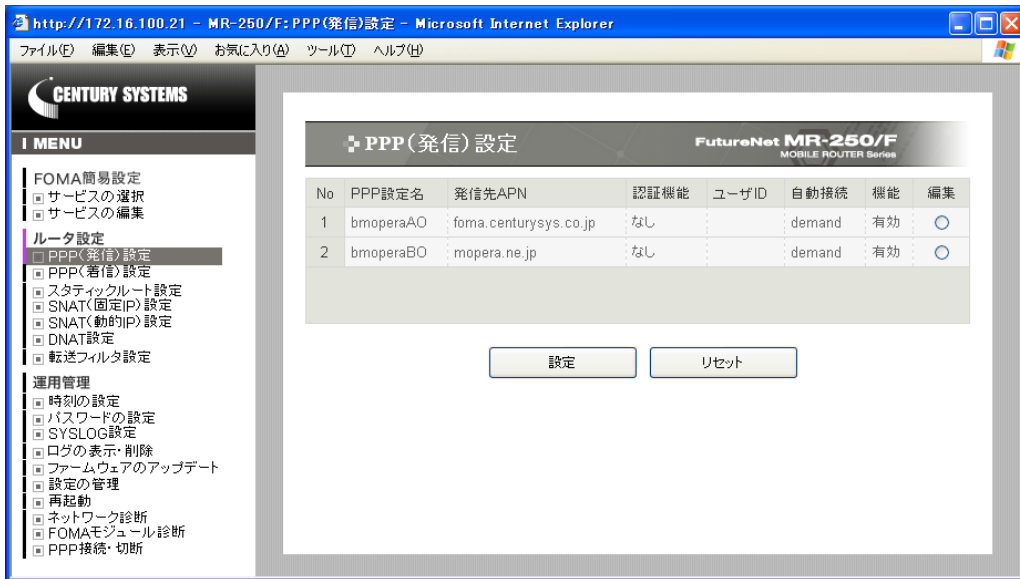 http://172.16.100.21 - MR-250/F:PPP(発信)設定 - Microsoft Internet Explorer
ファイル(F) 編集(E) 表示(V) お気に入り(A) ツール(T) ヘルプ(H)
CENTURY SYSTEMS
MENU
FOMA簡易設定
サービスの選択
サービスの編集
ルータ設定
PPP(発信)設定
PPP(着信)設定
スタティックルート設定
SNAT(固定IP)設定
SNAT(動的IP)設定
DNAT設定
転送フィルタ設定
運用管理
時刻の設定
パスワードの設定
SYSLOG設定
ログの表示・削除
ファームウェアのアップデート
設定の管理
再起動
ネットワーク診断
FOMAモジュール診断
PPP接続・切断
PPP(発信)設定
FutureNet MR-250/F
MOBILE ROUTER Series
No PPP設定名 発信先APN 認証機能 ユーザID 自動接続 機能 編集
1 bmoperaAO foma.centurysys.co.jp なし demand 有効
2 bmoperaBO mopera.ne.jp なし demand 有効
設定 リセット